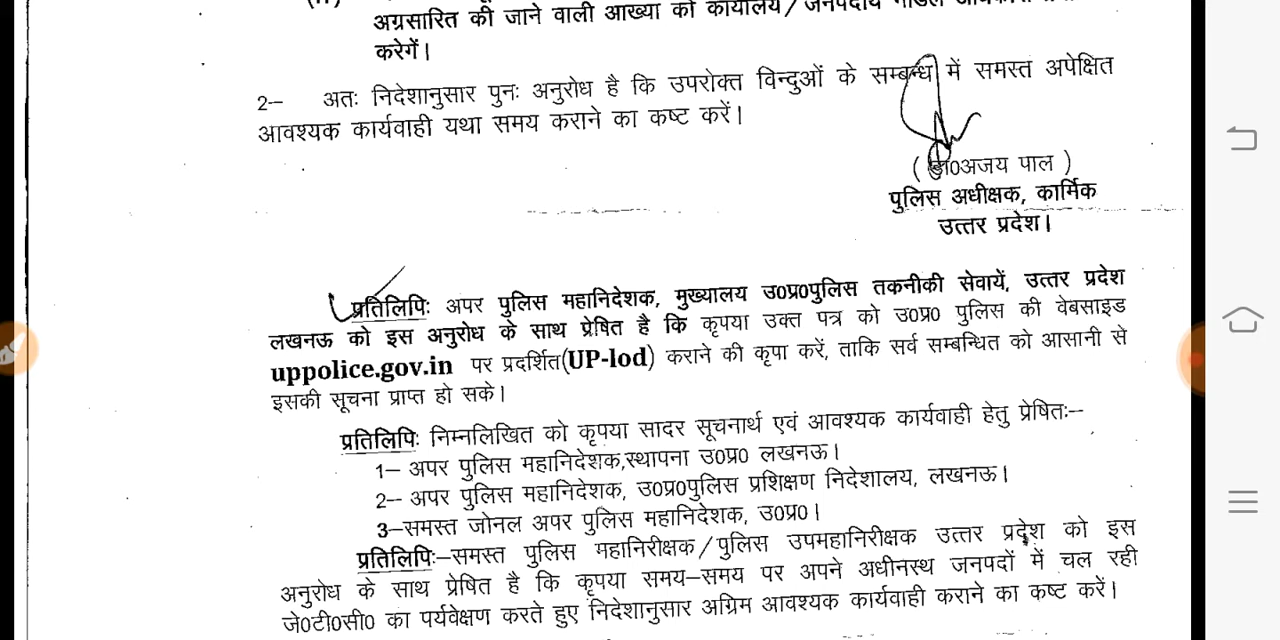 अग्रसारित की जाने वाली आख्या को कार्यालय/जनपदीय
करेगें।
2– अतः निदेशानुसार पुनः अनुरोध है कि उपरोक्त विन्दुओं के सम्बन्ध में समस्त अपेक्षित
आवश्यक कार्यवाही यथा समय कराने का कष्ट करें।
( डा0अजय पाल )
पुलिस अधीक्षक, कार्मिक
उत्तर प्रदेश।
प्रतिलिपिः अपर पुलिस महानिदेशक, मुख्यालय उ0प्र0पुलिस तकनीकी सेवायें, उत्तर प्रदेश
लखनऊ को इस अनुरोध के साथ प्रेषित है कि कृपया उक्त पत्र को उ0प्र0 पुलिस की वेबसाइड
uppolice.gov.in पर प्रदर्शित(UP-lod) कराने की कृपा करें, ताकि सर्व सम्बन्धित को आसानी से
इसकी सूचना प्राप्त हो सके।
प्रतिलिपिः निम्नलिखित को कृपया सादर सूचनार्थ एवं आवश्यक कार्यवाही हेतु प्रेषितः–
1– अपर पुलिस महानिदेशक,स्थापना उ0प्र0 लखनऊ।
2– अपर पुलिस महानिदेशक, उ0प्र0पुलिस प्रशिक्षण निदेशालय, लखनऊ।
3–समस्त जोनल अपर पुलिस महानिदेशक, उ0प्र0।
प्रतिलिपिः–समस्त पुलिस महानिरीक्षक/पुलिस उपमहानिरीक्षक उत्तर प्रदेश को इस
अनुरोध के साथ प्रेषित है कि कृपया समय–समय पर अपने अधीनस्थ जनपदों में चल रही
जे0टी0सी0 का पर्यवेक्षण करते हुए निदेशानुसार अग्रिम आवश्यक कार्यवाही कराने का कष्ट करें।